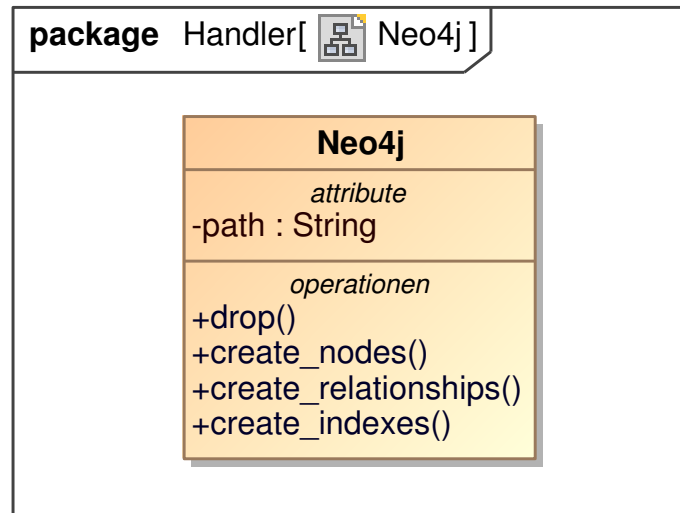 package Handler[ Neo4j ]
Neo4j
attribute
-path : String
operationen
+drop()
+create_nodes()
+create_relationships()
+create_indexes()